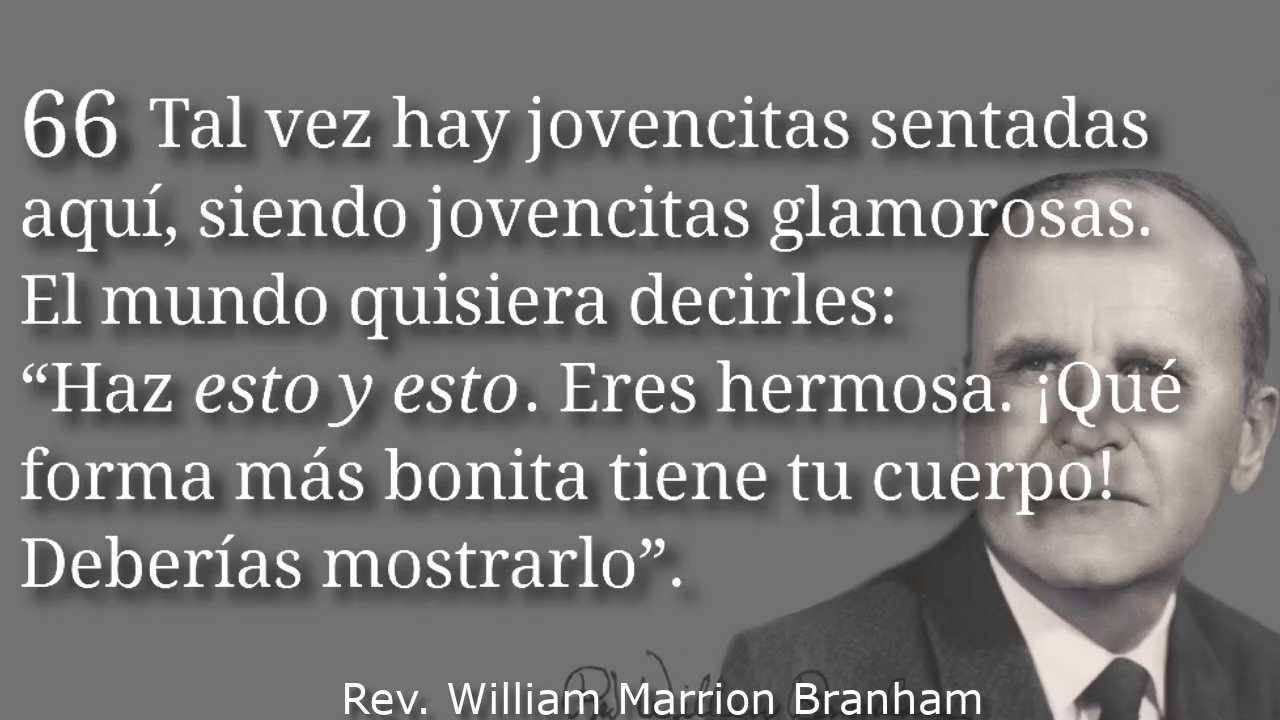 66 Tal vez hay jovencitas sentadas
aquí, siendo jovencitas glamorosas.
El mundo quisiera decirles:
“Haz esto y esto. Eres hermosa. ¡Qué
forma más bonita tiene tu cuerpo!
Deberías mostrarlo”.
Rev. William Marrion Branham